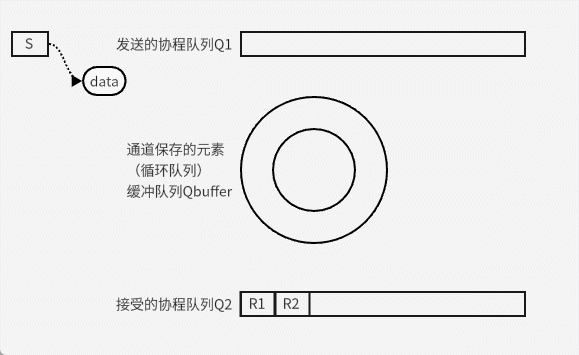 S
发送的协程队列Q1
data
通道保存的元素
（循环队列）
缓冲队列Qbuffer
接受的协程队列Q2
R1
R2